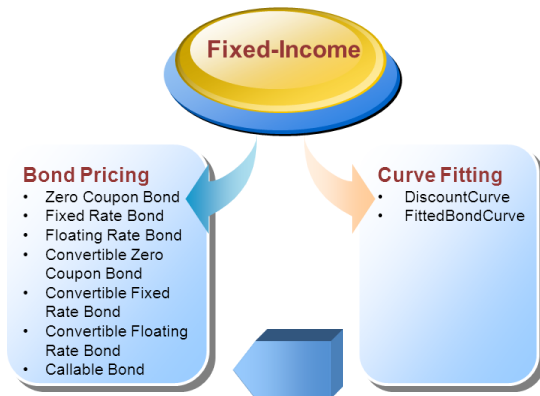 Fixed-Income
Bond Pricing
• Zero Coupon Bond
• Fixed Rate Bond
• Floating Rate Bond
• Convertible Zero
Coupon Bond
• Convertible Fixed
Rate Bond
• Convertible Floating
Rate Bond
• Callable Bond
Curve Fitting
• DiscountCurve
• FittedBondCurve